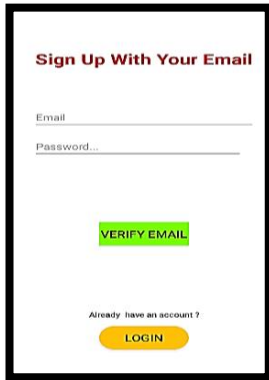 Sign Up With Your Email
Email
Password...
VERIFY EMAIL
Already have an account ?
LOGIN